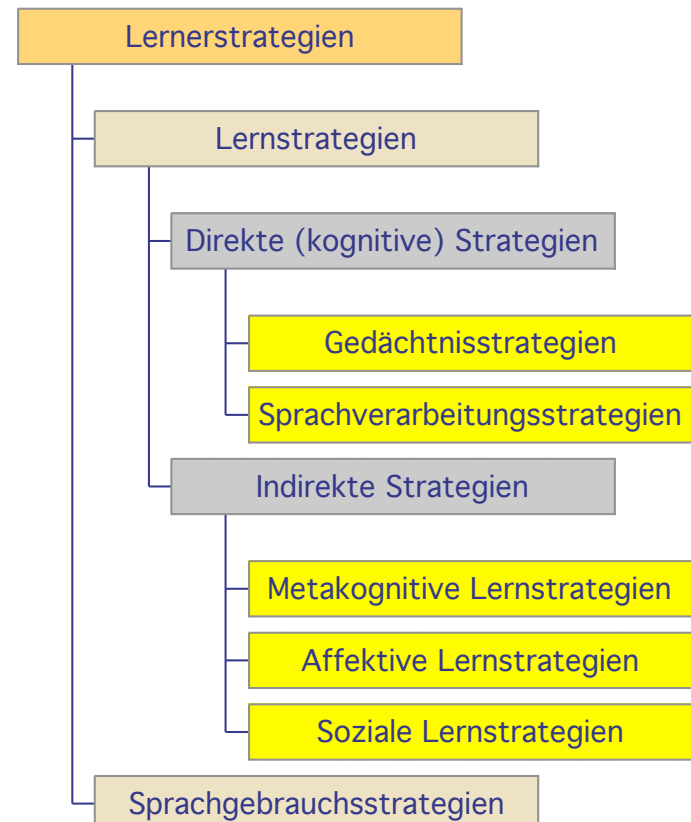 Lernerstrategien
Lernstrategien
Direkte (kognitive) Strategien
Gedächtnisstrategien
Sprachverarbeitungsstrategien
Indirekte Strategien
Metakognitive Lernstrategien
Affektive Lernstrategien
Soziale Lernstrategien
Sprachgebrauchsstrategien